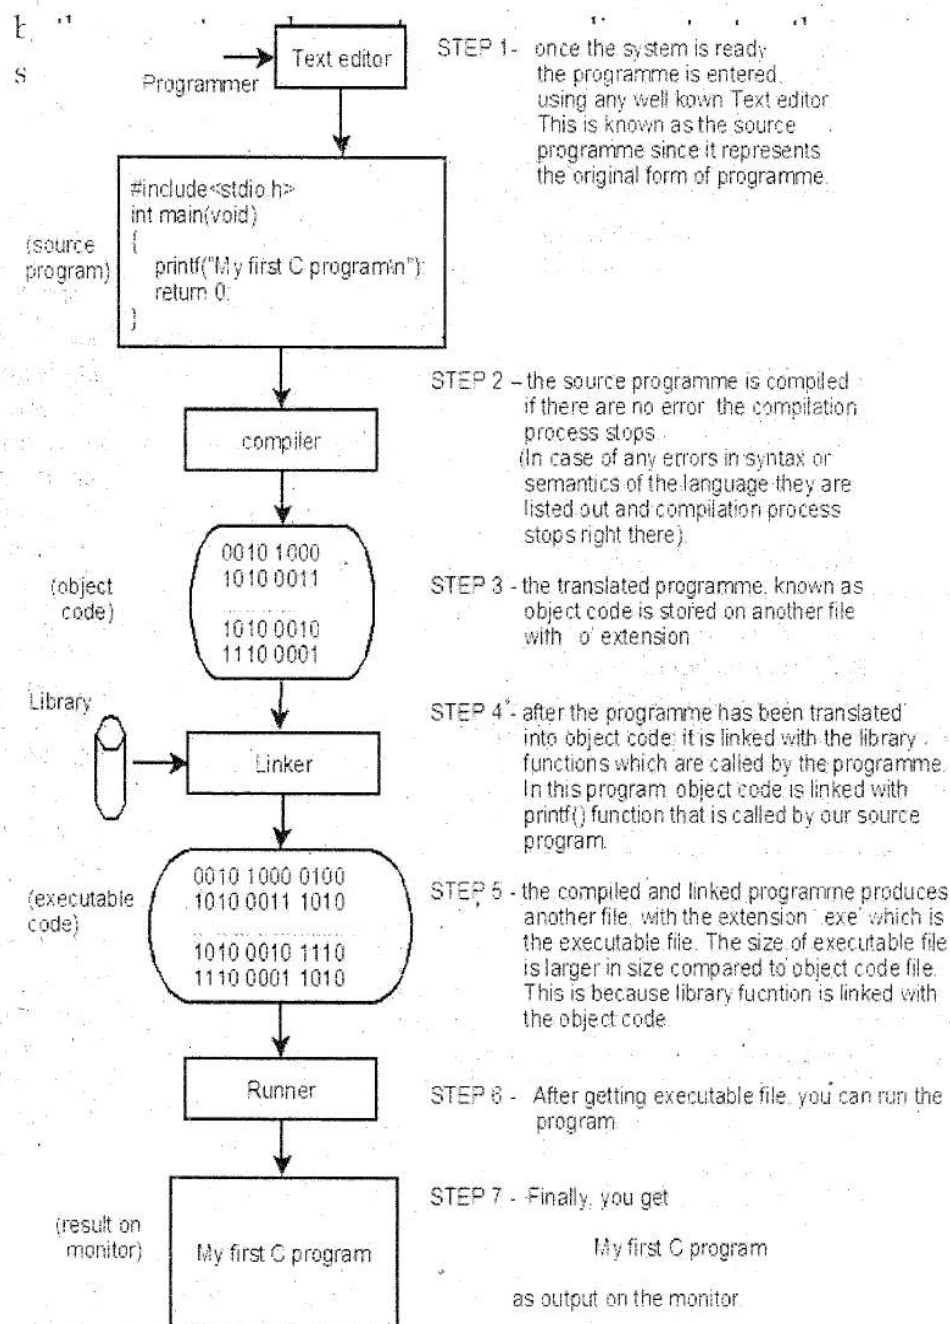 Programmer
Text editor
STEP 1- once the system is ready
the programme is entered
using any well kown Text editor
This is known as the source
programme since it represents
the original form of programme.
(source
program)
#include<stdio.h>
int main(void)
{
printf("My first C program\n");
return 0;
}
STEP 2 – the source programme is compiled
if there are no error the compilation
process stops
(In case of any errors in syntax or
semantics of the language they are
listed out and compilation process
stops right there)
compiler
(object
code)
0010 1000
1010 0011
..............
1010 0010
1110 0001
STEP 3 - the translated programme, known as
object code is stored on another file
with 'o' extension
Library
Linker
STEP 4 - after the programme has been translated
into object code; it is linked with the library
functions which are called by the programme.
In this program object code is linked with
printf() function that is called by our source
program.
(executable
code)
0010 1000 0100
1010 0011 1010
........................
1010 0010 1110
1110 0001 1010
STEP 5 - the compiled and linked programme produces
another file, with the extension '.exe' which is
the executable file. The size of executable file
is larger in size compared to object code file.
This is because library fucntion is linked with
the object code
Runner
STEP 6 - After getting executable file, you can run the
program
(result on
monitor)
My first C program
STEP 7 - Finally, you get
My first C program
as output on the monitor